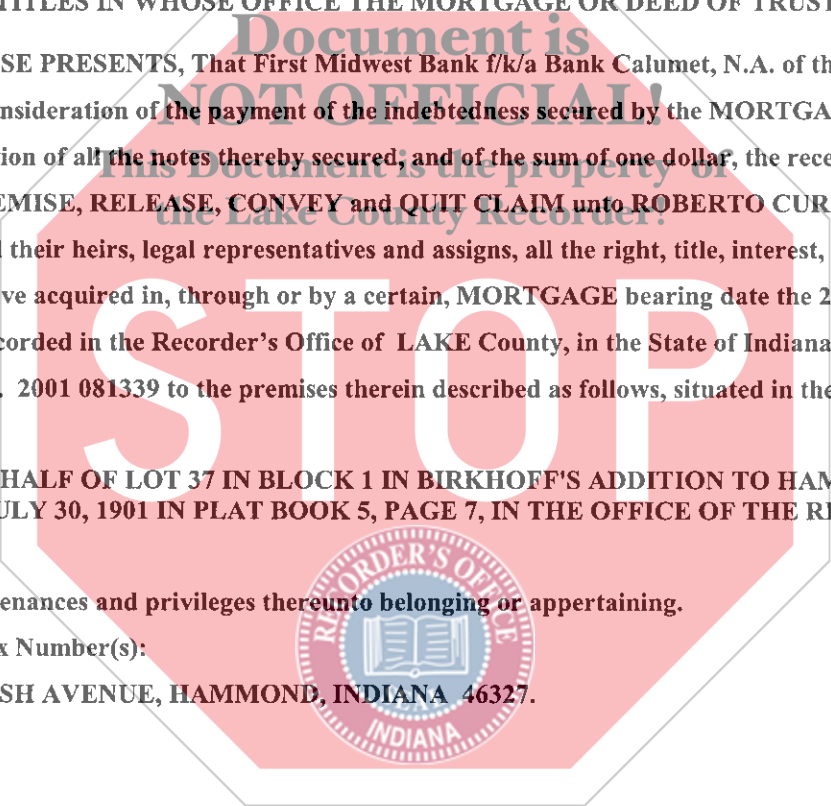 TITLES IN WHOSE OFFICE THE MORTGAGE OR DEED OF TRUST
Document is
SE PRESENTS, That First Midwest Bank f/k/a Bank Calumet, N.A. of th
NOT OFFICIAL!
nsideration of the payment of the indebtedness secured by the MORTGA
This Document is the property of
ion of all the notes thereby secured, and of the sum of one dollar, the rece
the Lake County Recorder!
EMISE, RELEASE, CONVEY and QUIT CLAIM unto ROBERTO CUR
their heirs, legal representatives and assigns, all the right, title, interest,
ve acquired in, through or by a certain, MORTGAGE bearing date the 2
corded in the Recorder's Office of LAKE County, in the State of Indiana
. 2001 081339 to the premises therein described as follows, situated in the
STOP
HALF OF LOT 37 IN BLOCK 1 IN BIRKHOFF'S ADDITION TO HAM
ULY 30, 1901 IN PLAT BOOK 5, PAGE 7, IN THE OFFICE OF THE RE
RECORDER'S OFFICE
enances and privileges thereunto belonging or appertaining.
x Number(s):
SEAL
SH AVENUE, HAMMOND, INDIANA 46327.
INDIANA